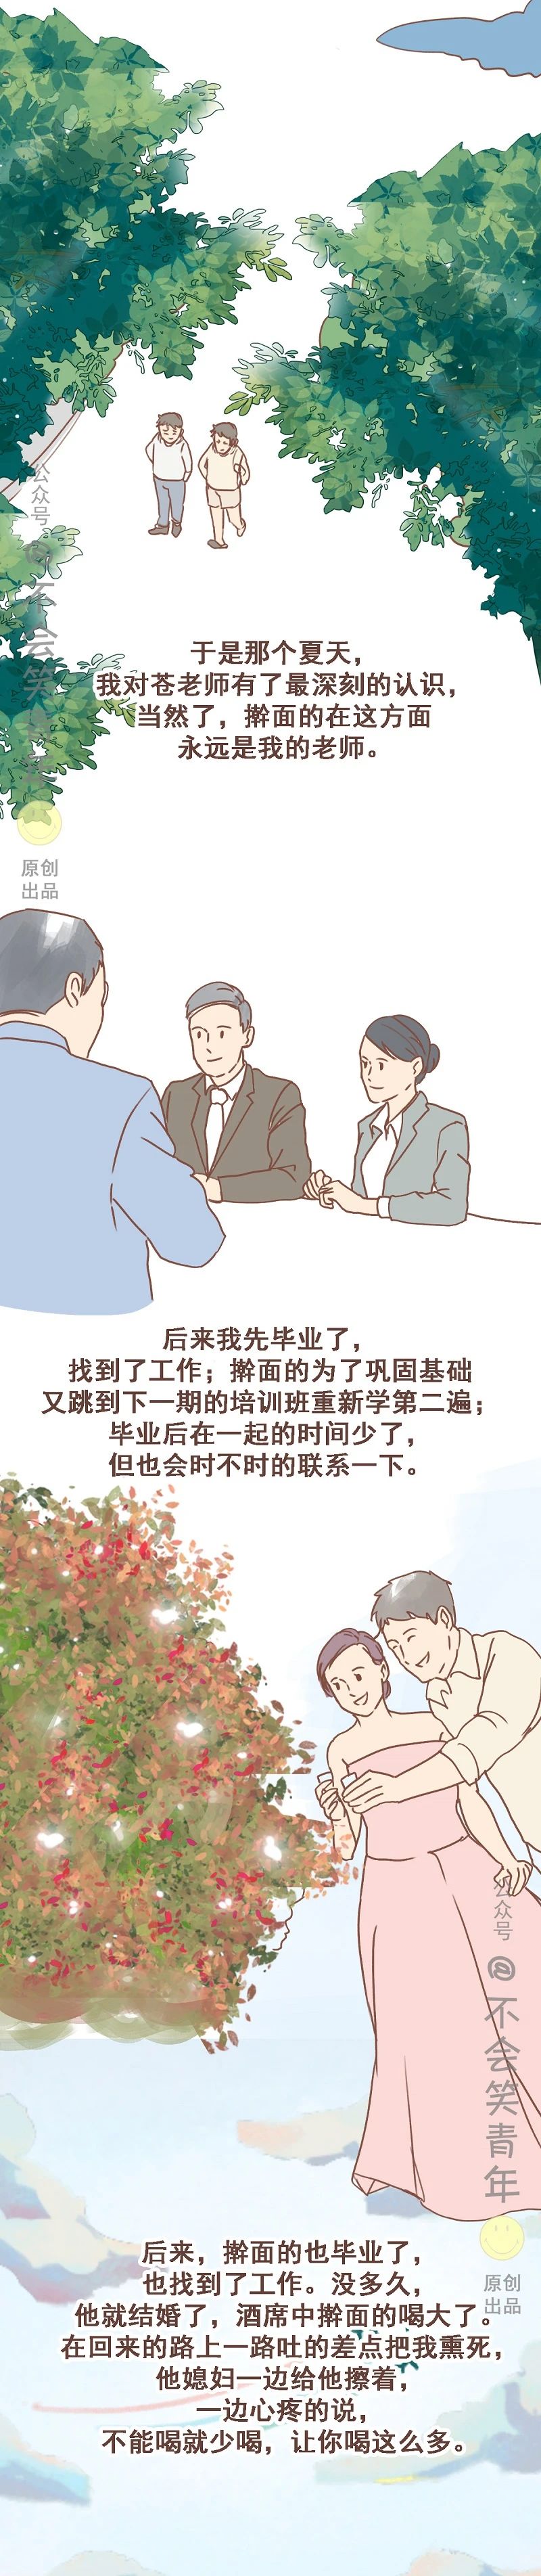 公众号
@不会笑青年
于是那个夏天，
我对苍老师有了最深刻的认识，
当然了，擀面的在这方面
永远是我的老师。
原创
出品
后来我先毕业了，
找到了工作；擀面的为了巩固基础
又跳到下一期的培训班重新学第二遍；
毕业后在一起的时间少了，
但也会时不时的联系一下。
公众号
@不会笑青年
原创
出品
后来，擀面的也毕业了，
也找到了工作。没多久，
他就结婚了，酒席中擀面的喝大了。
在回来的路上一路吐的差点把我熏死，
他媳妇一边给他擦着，
一边心疼的说，
不能喝就少喝，让你喝这么多。